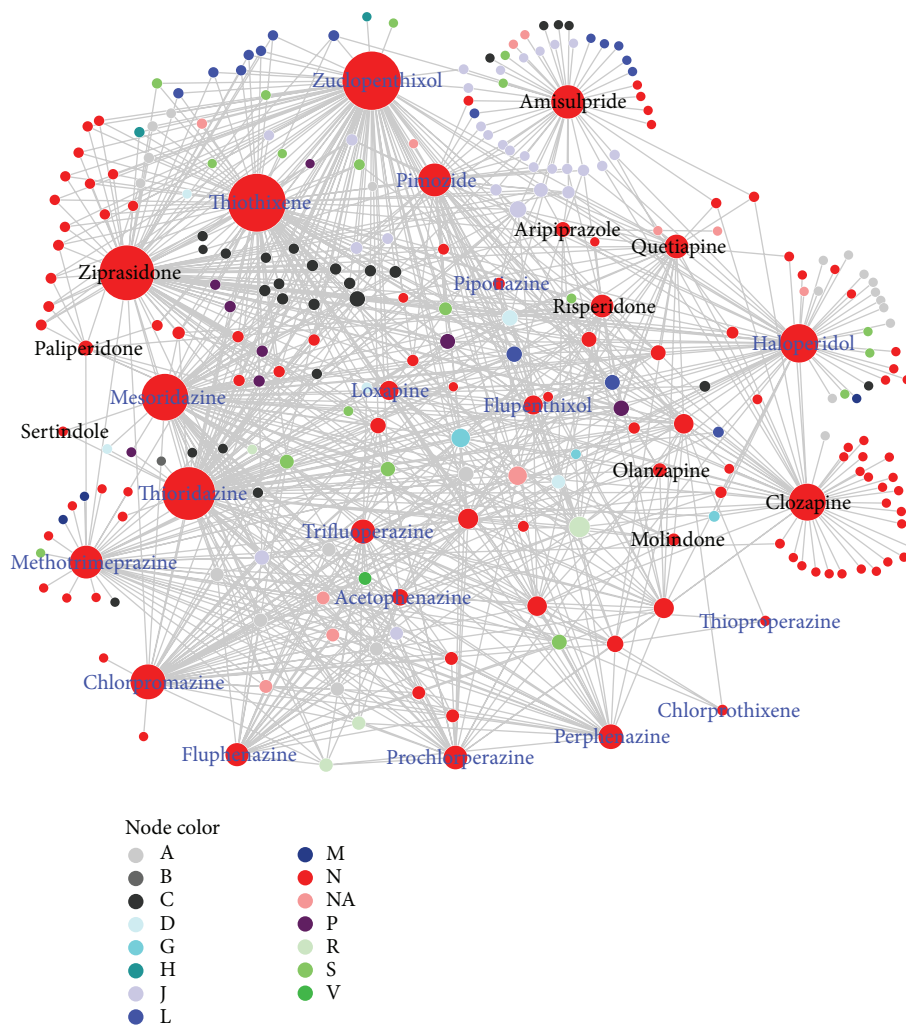 Zuclopenthixol
Amisulpride
Pimozide
Thiothixene
Aripiprazole
Quetiapine
Ziprasidone
Pipotiazine
Risperidone
Paliperidone
Haloperidol
Mesoridazine
Loxapine
Flupenthixol
Sertindole
Olanzapine
Thioridazine
Clozapine
Trifluoperazine
Molindone
Methotrimeprazine
Acetophenazine
Thioproperazine
Chlorpromazine
Chlorprothixene
Perphenazine
Fluphenazine
Prochlorperazine
Node color
A
B
C
D
G
H
J
L
M
N
NA
P
R
S
V